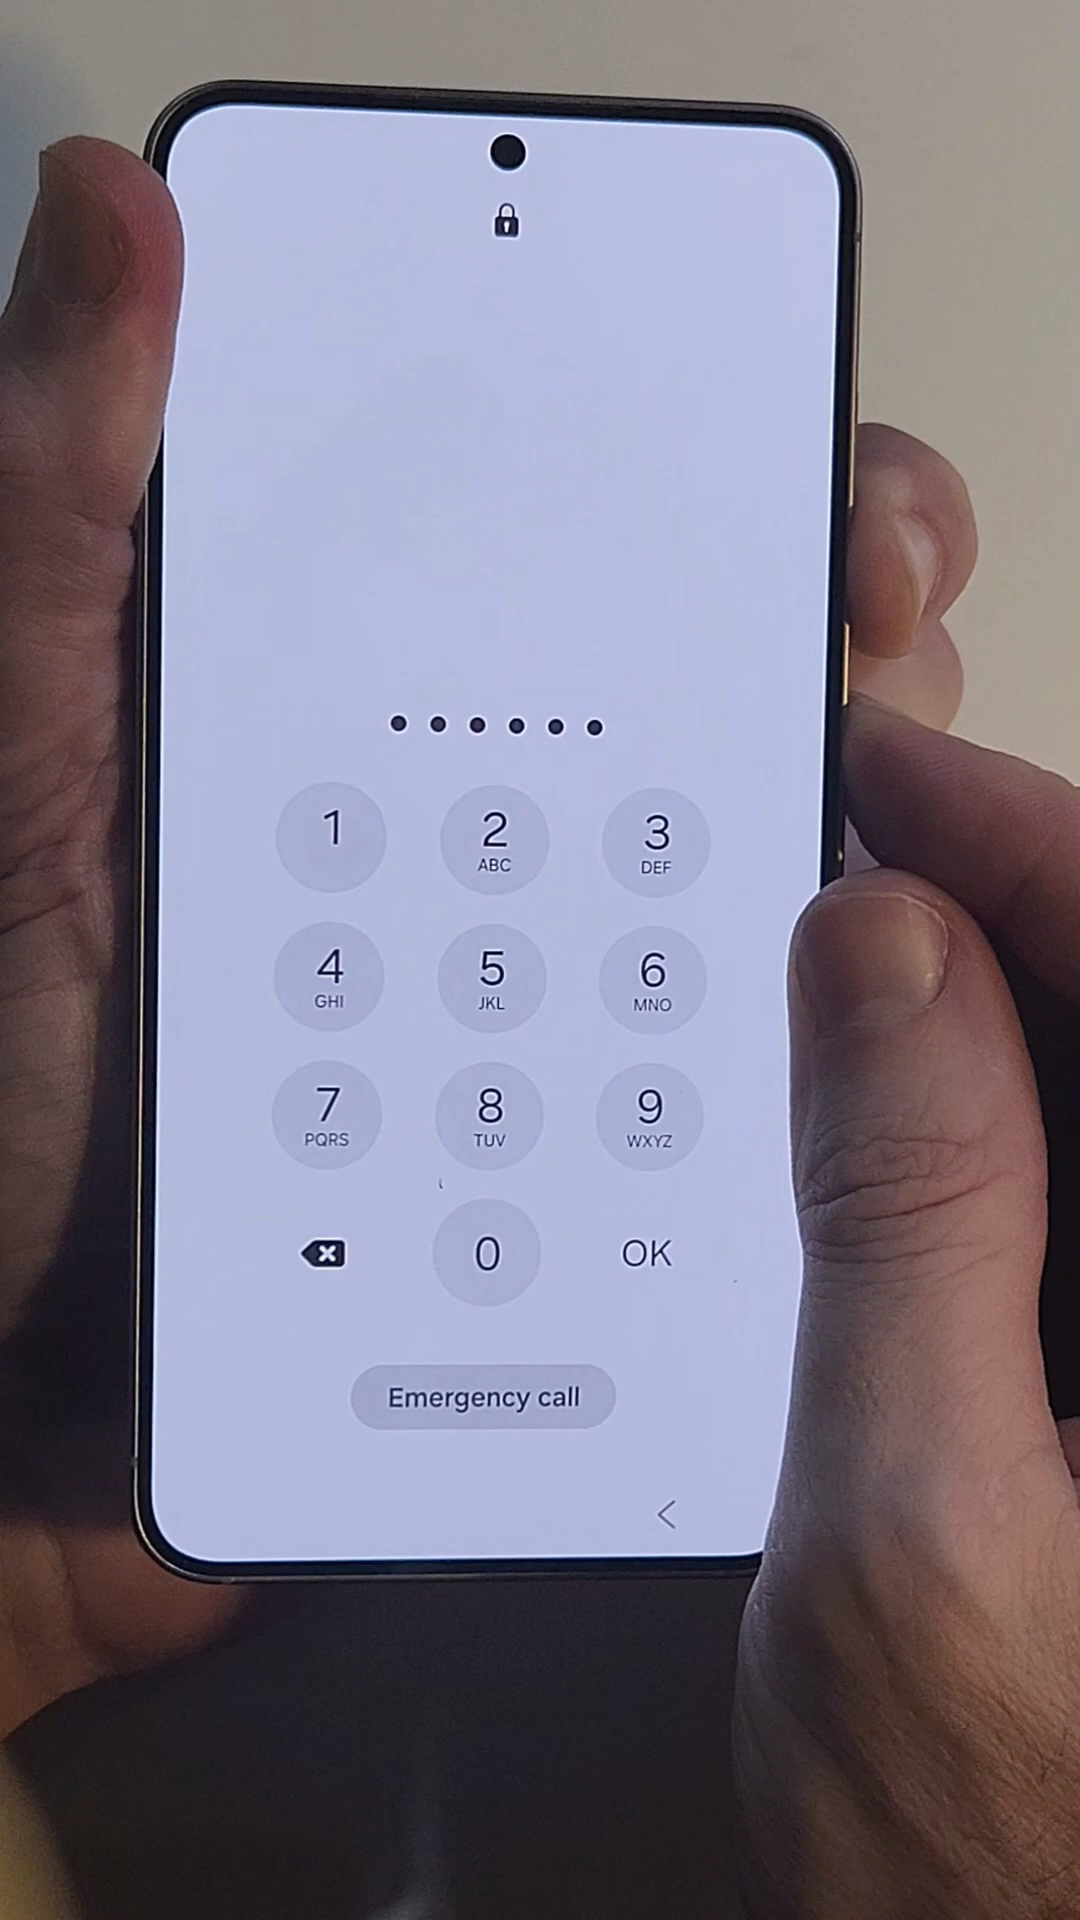 1 2 3
ABC DEF
4 5 6
GHI JKL MNO
7 8 9
PQRS TUV WXYZ
0 OK
Emergency call